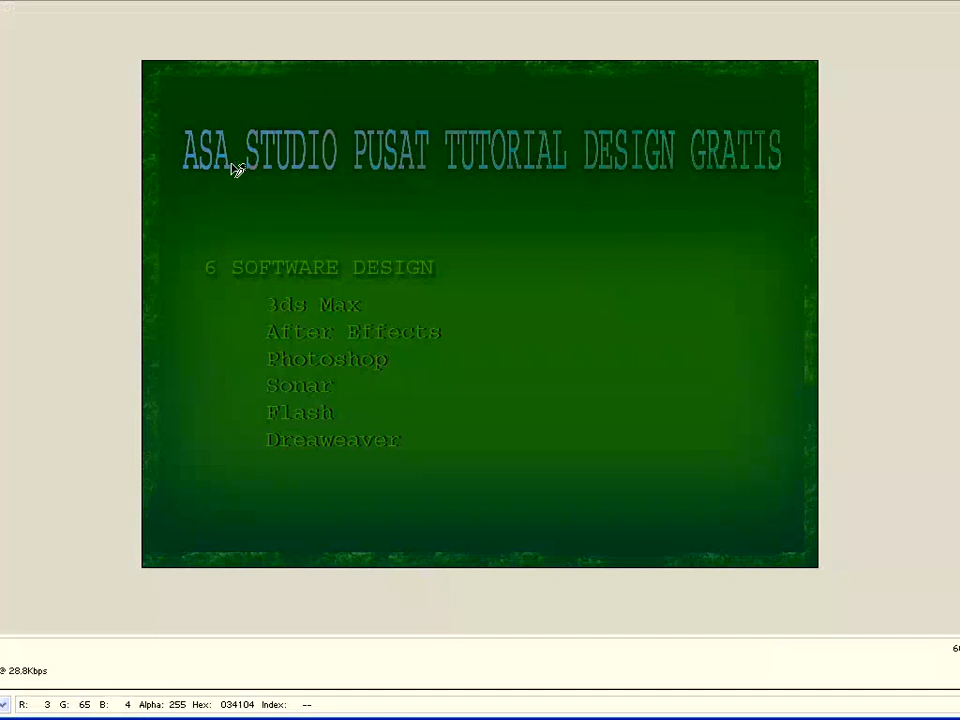 ASA STUDIO PUSAT TUTORIAL DESIGN GRATIS
6 SOFTWARE DESIGN
3ds Max
After Effects
Photoshop
Sonar
Flash
Dreaweaver
@ 28.8Kbps
R: 3 G: 65 B: 4 Alpha: 255 Hex: 034104 Index: --